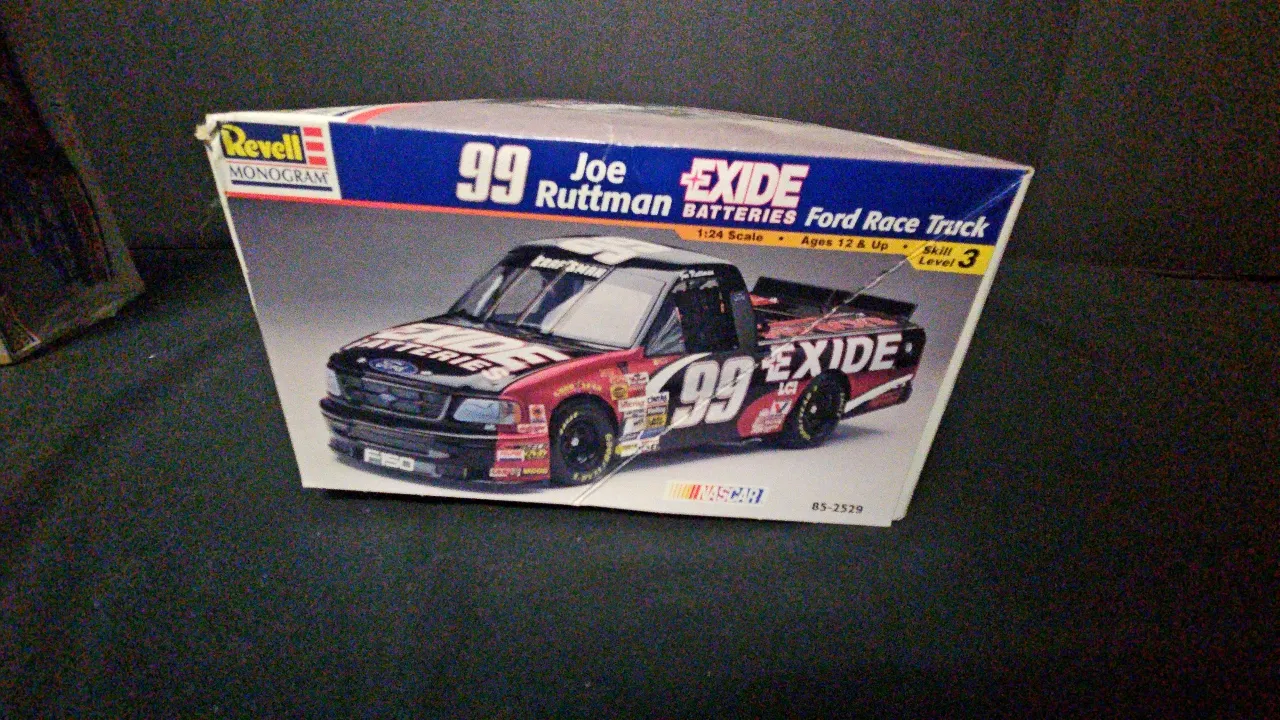 Revell
MONOGRAM
99
Joe
Ruttman
EXIDE
BATTERIES
Ford Race Truck
1:24 Scale • Ages 12 & Up • Skill
Level 3
EXIDE
BATTERIES
Ford
F150
99
EXIDE
NASCAR
85-2529